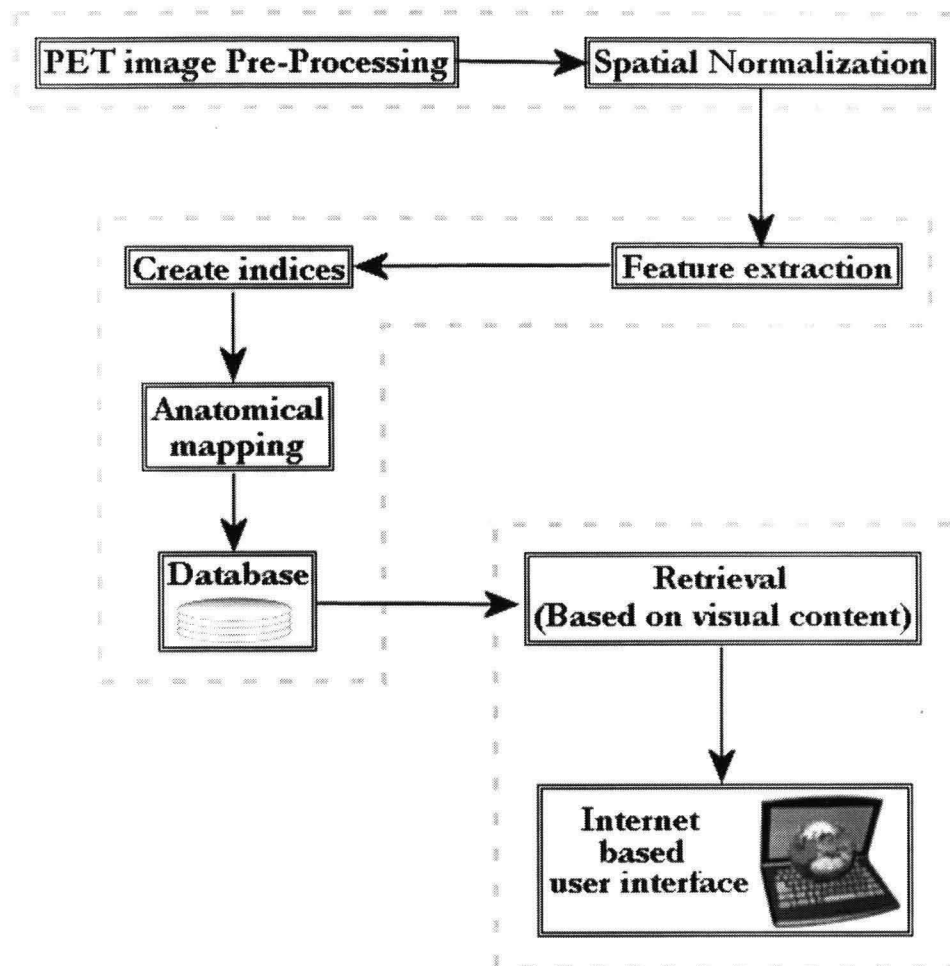 PET image Pre-Processing
Spatial Normalization
Feature extraction
Create indices
Anatomical
mapping
Database
Retrieval
(Based on visual content)
Internet
based
user interface